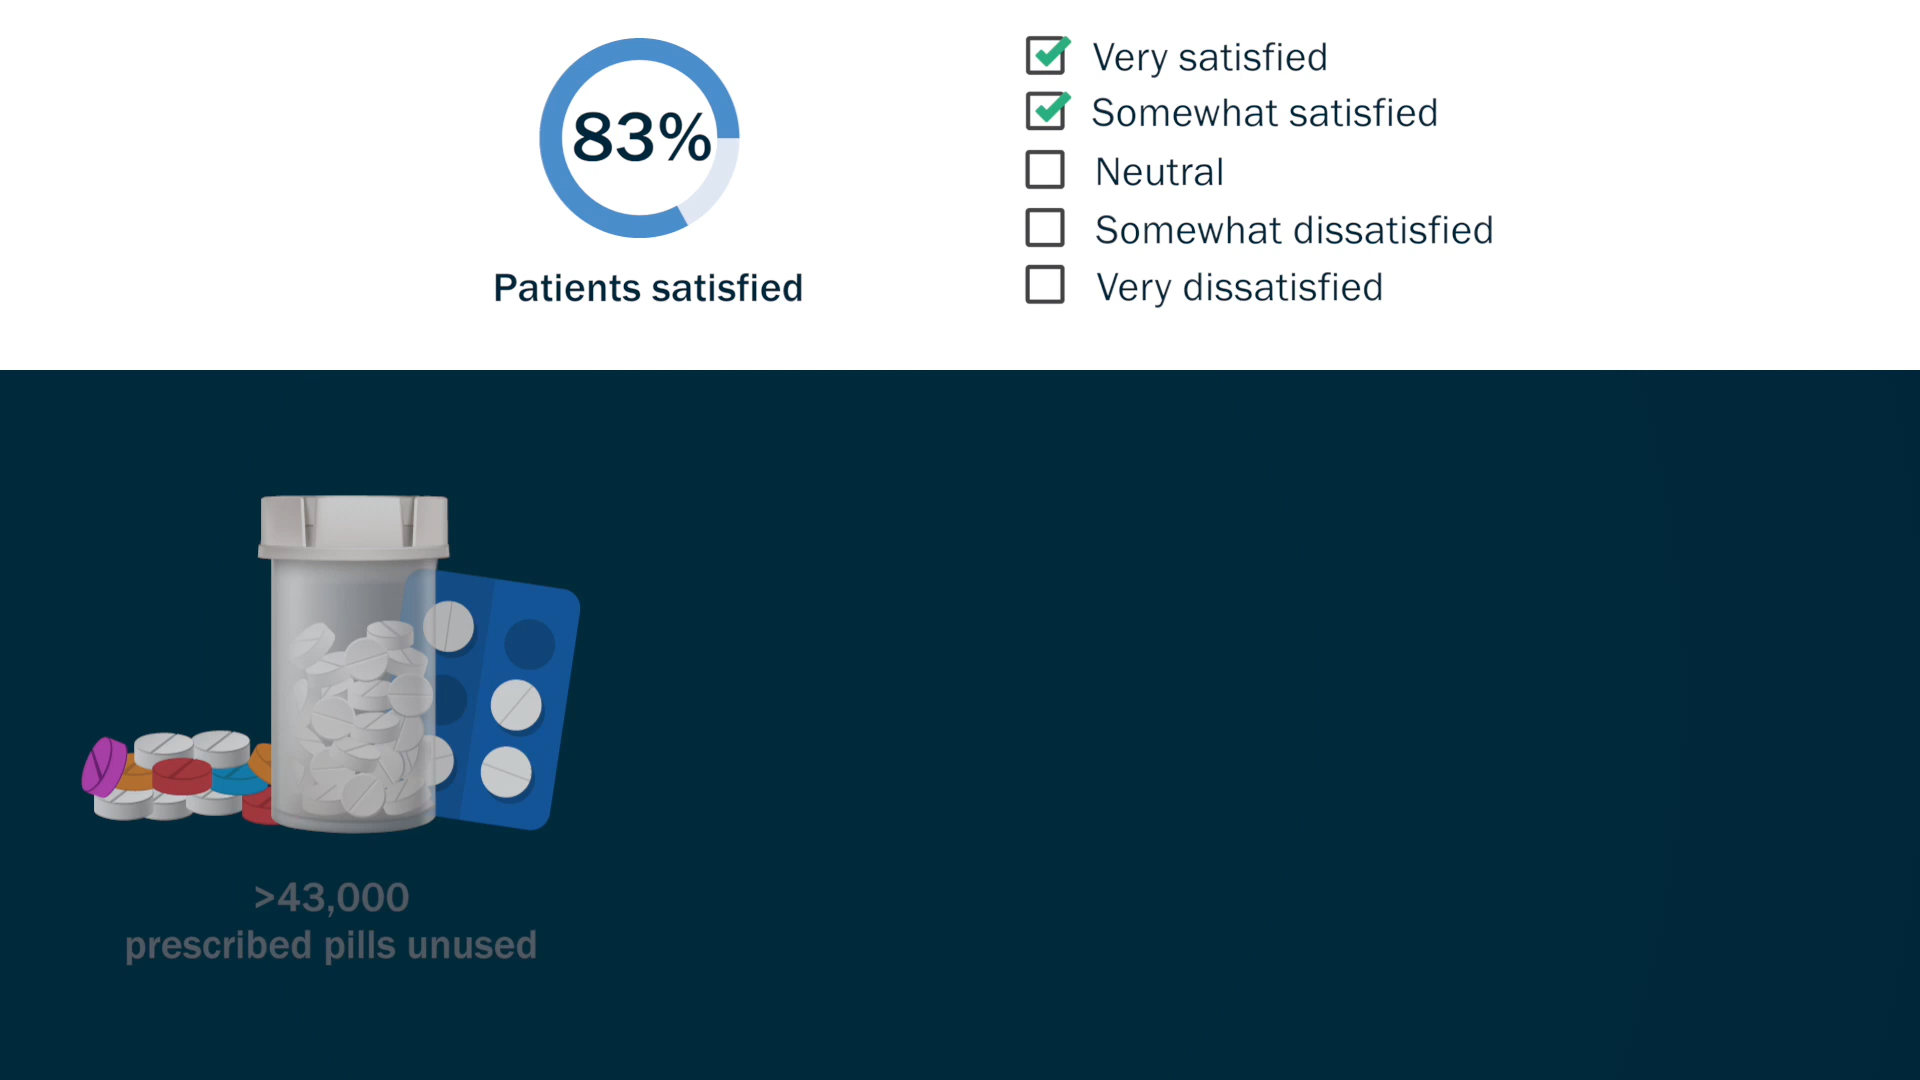 83%
Patients satisfied
Very satisfied
Somewhat satisfied
Neutral
Somewhat dissatisfied
Very dissatisfied
>43,000
prescribed pills unused